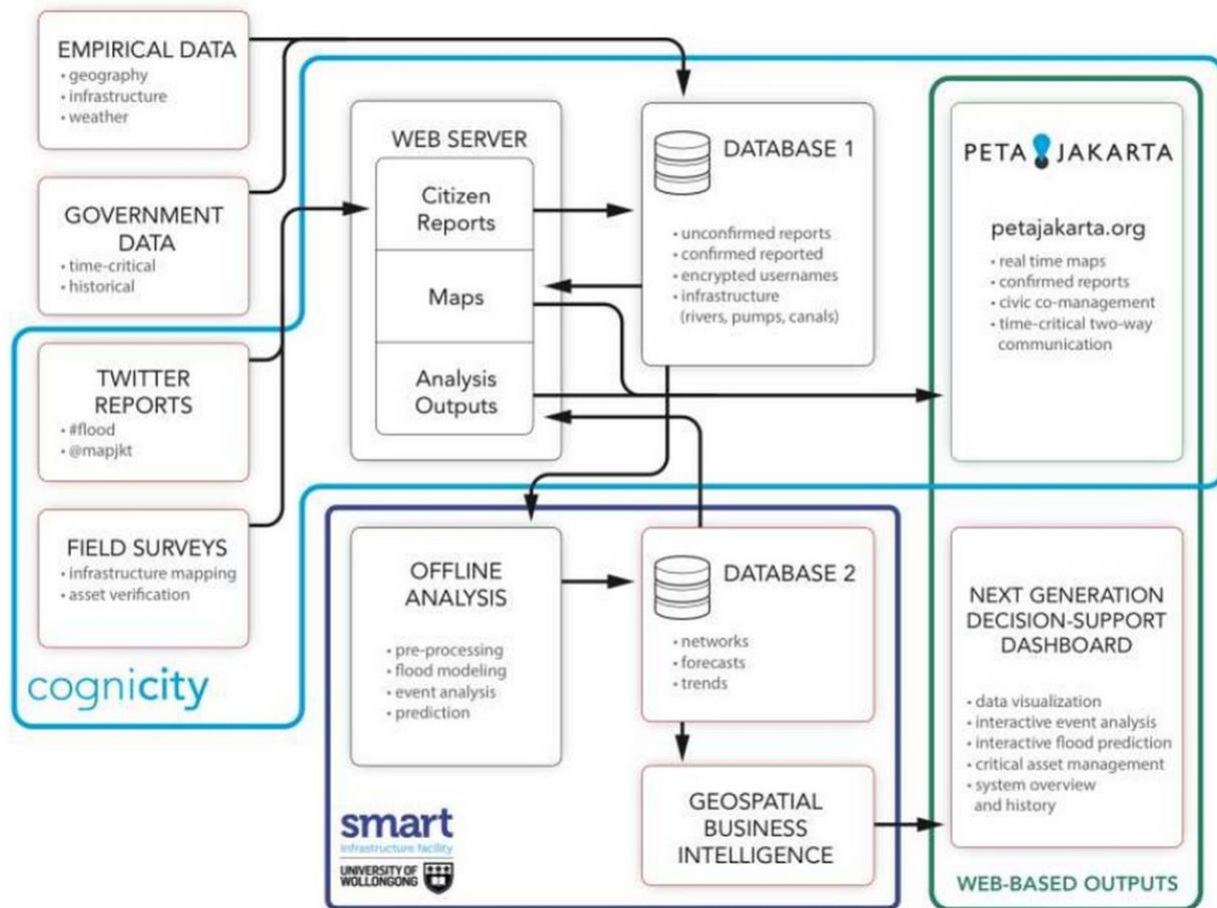 EMPIRICAL DATA
• geography
• infrastructure
• weather
GOVERNMENT
DATA
• time-critical
• historical
TWITTER
REPORTS
• #flood
• @mapjkt
FIELD SURVEYS
• infrastructure mapping
• asset verification
cognicity
WEB SERVER
Citizen
Reports
Maps
Analysis
Outputs
DATABASE 1
• unconfirmed reports
• confirmed reported
• encrypted usernames
• infrastructure
(rivers, pumps, canals)
PETA JAKARTA
petajakarta.org
• real time maps
• confirmed reports
• civic co-management
• time-critical two-way
communication
OFFLINE
ANALYSIS
• pre-processing
• flood modeling
• event analysis
• prediction
DATABASE 2
• networks
• forecasts
• trends
GEOSPATIAL
BUSINESS
INTELLIGENCE
smart
infrastructure facility
UNIVERSITY OF
WOLLONGONG
NEXT GENERATION
DECISION-SUPPORT
DASHBOARD
• data visualization
• interactive event analysis
• interactive flood prediction
• critical asset management
• system overview
and history
WEB-BASED OUTPUTS